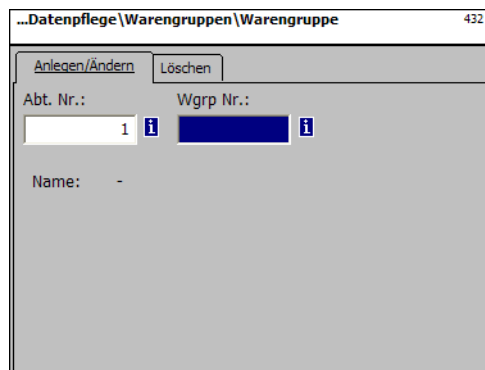 ...Datenpflege\Warengruppen\Warengruppe 432
Anlegen/Ändern Löschen
Abt. Nr.: Wgrp Nr.:
1 i i
Name: -